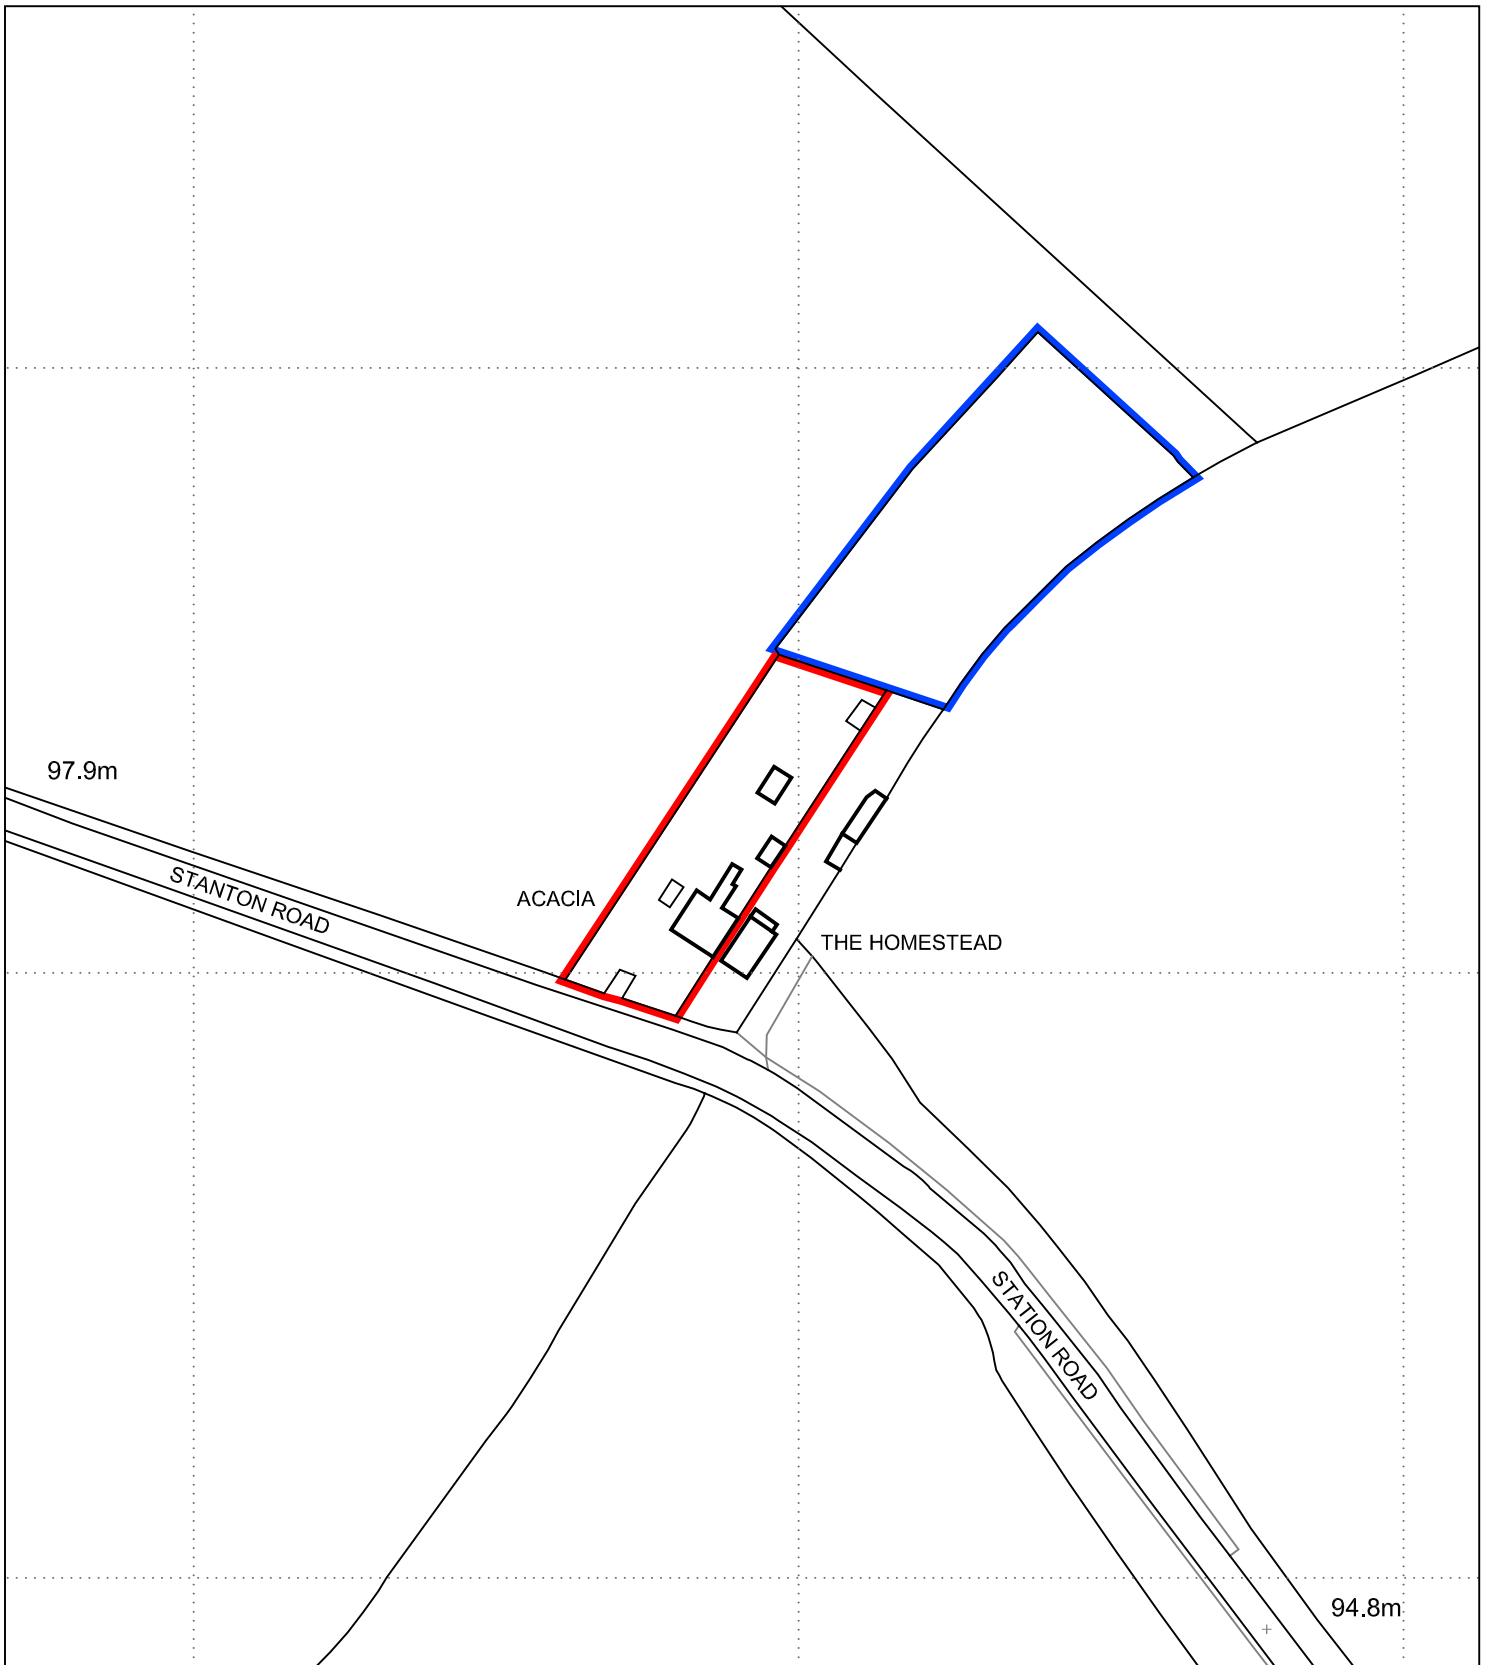 97.9m
STANTON ROAD
ACACIA
THE HOMESTEAD
STATION ROAD
94.8m